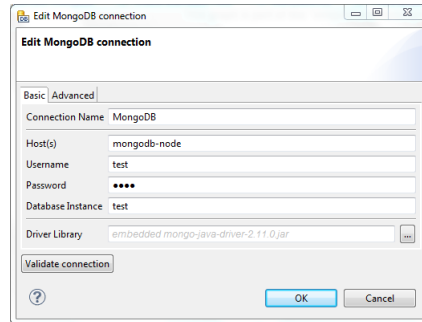 Edit MongoDB connection
Edit MongoDB connection
Basic Advanced
Connection Name MongoDB
Host(s) mongodb-node
Username test
Password ••••
Database Instance test
Driver Library embedded mongo-java-driver-2.11.0.jar ...
Validate connection
? OK Cancel